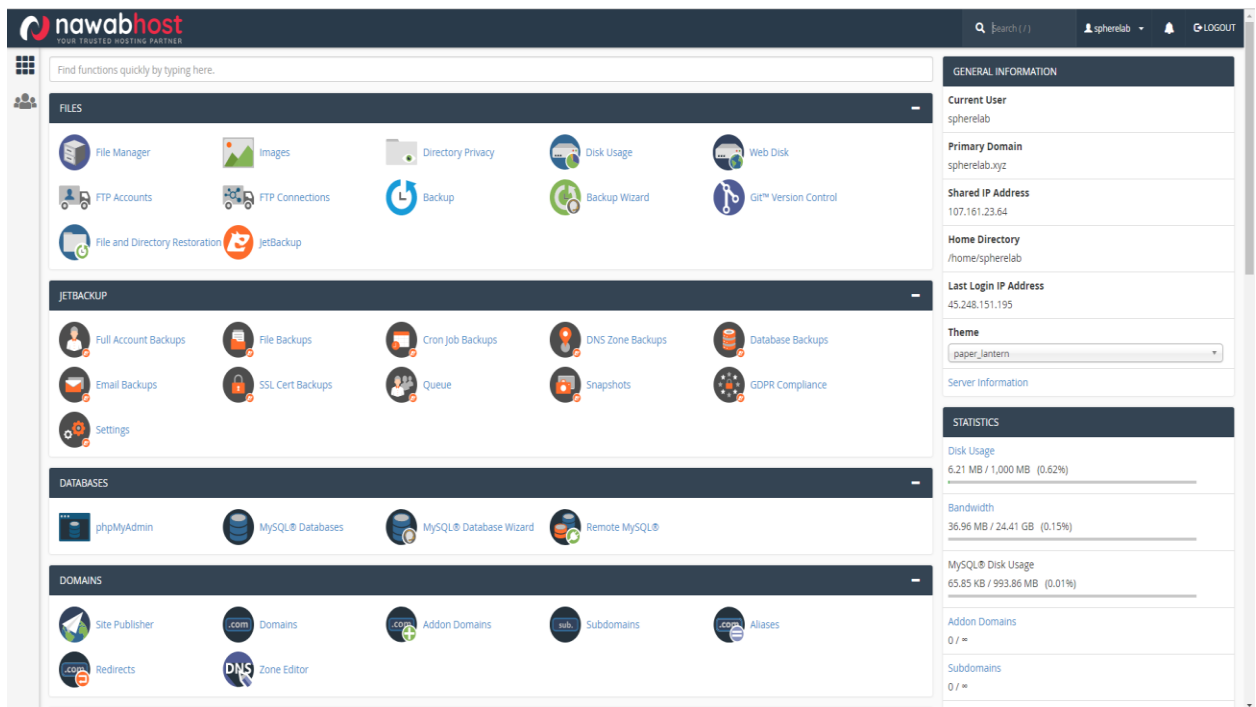 nawabhost
YOUR TRUSTED HOSTING PARTNER
Search ( / )
spherelab
LOGOUT
Find functions quickly by typing here.
FILES
File Manager
Images
Directory Privacy
Disk Usage
Web Disk
FTP Accounts
FTP Connections
Backup
Backup Wizard
Git™ Version Control
File and Directory Restoration
JetBackup
JETBACKUP
Full Account Backups
File Backups
Cron Job Backups
DNS Zone Backups
Database Backups
Email Backups
SSL Cert Backups
Queue
Snapshots
GDPR Compliance
Settings
DATABASES
phpMyAdmin
MySQL® Databases
MySQL® Database Wizard
Remote MySQL®
DOMAINS
Site Publisher
.com
Domains
.com
Addon Domains
sub.
Subdomains
.com
Aliases
.com
Redirects
DNS
Zone Editor
GENERAL INFORMATION
Current User
spherelab
Primary Domain
spherelab.xyz
Shared IP Address
107.161.23.64
Home Directory
/home/spherelab
Last Login IP Address
45.248.151.195
Theme
paper_lantern
Server Information
STATISTICS
Disk Usage
6.21 MB / 1,000 MB (0.62%)
Bandwidth
36.96 MB / 24.41 GB (0.15%)
MySQL® Disk Usage
65.85 KB / 993.86 MB (0.01%)
Addon Domains
0 / ∞
Subdomains
0 / ∞